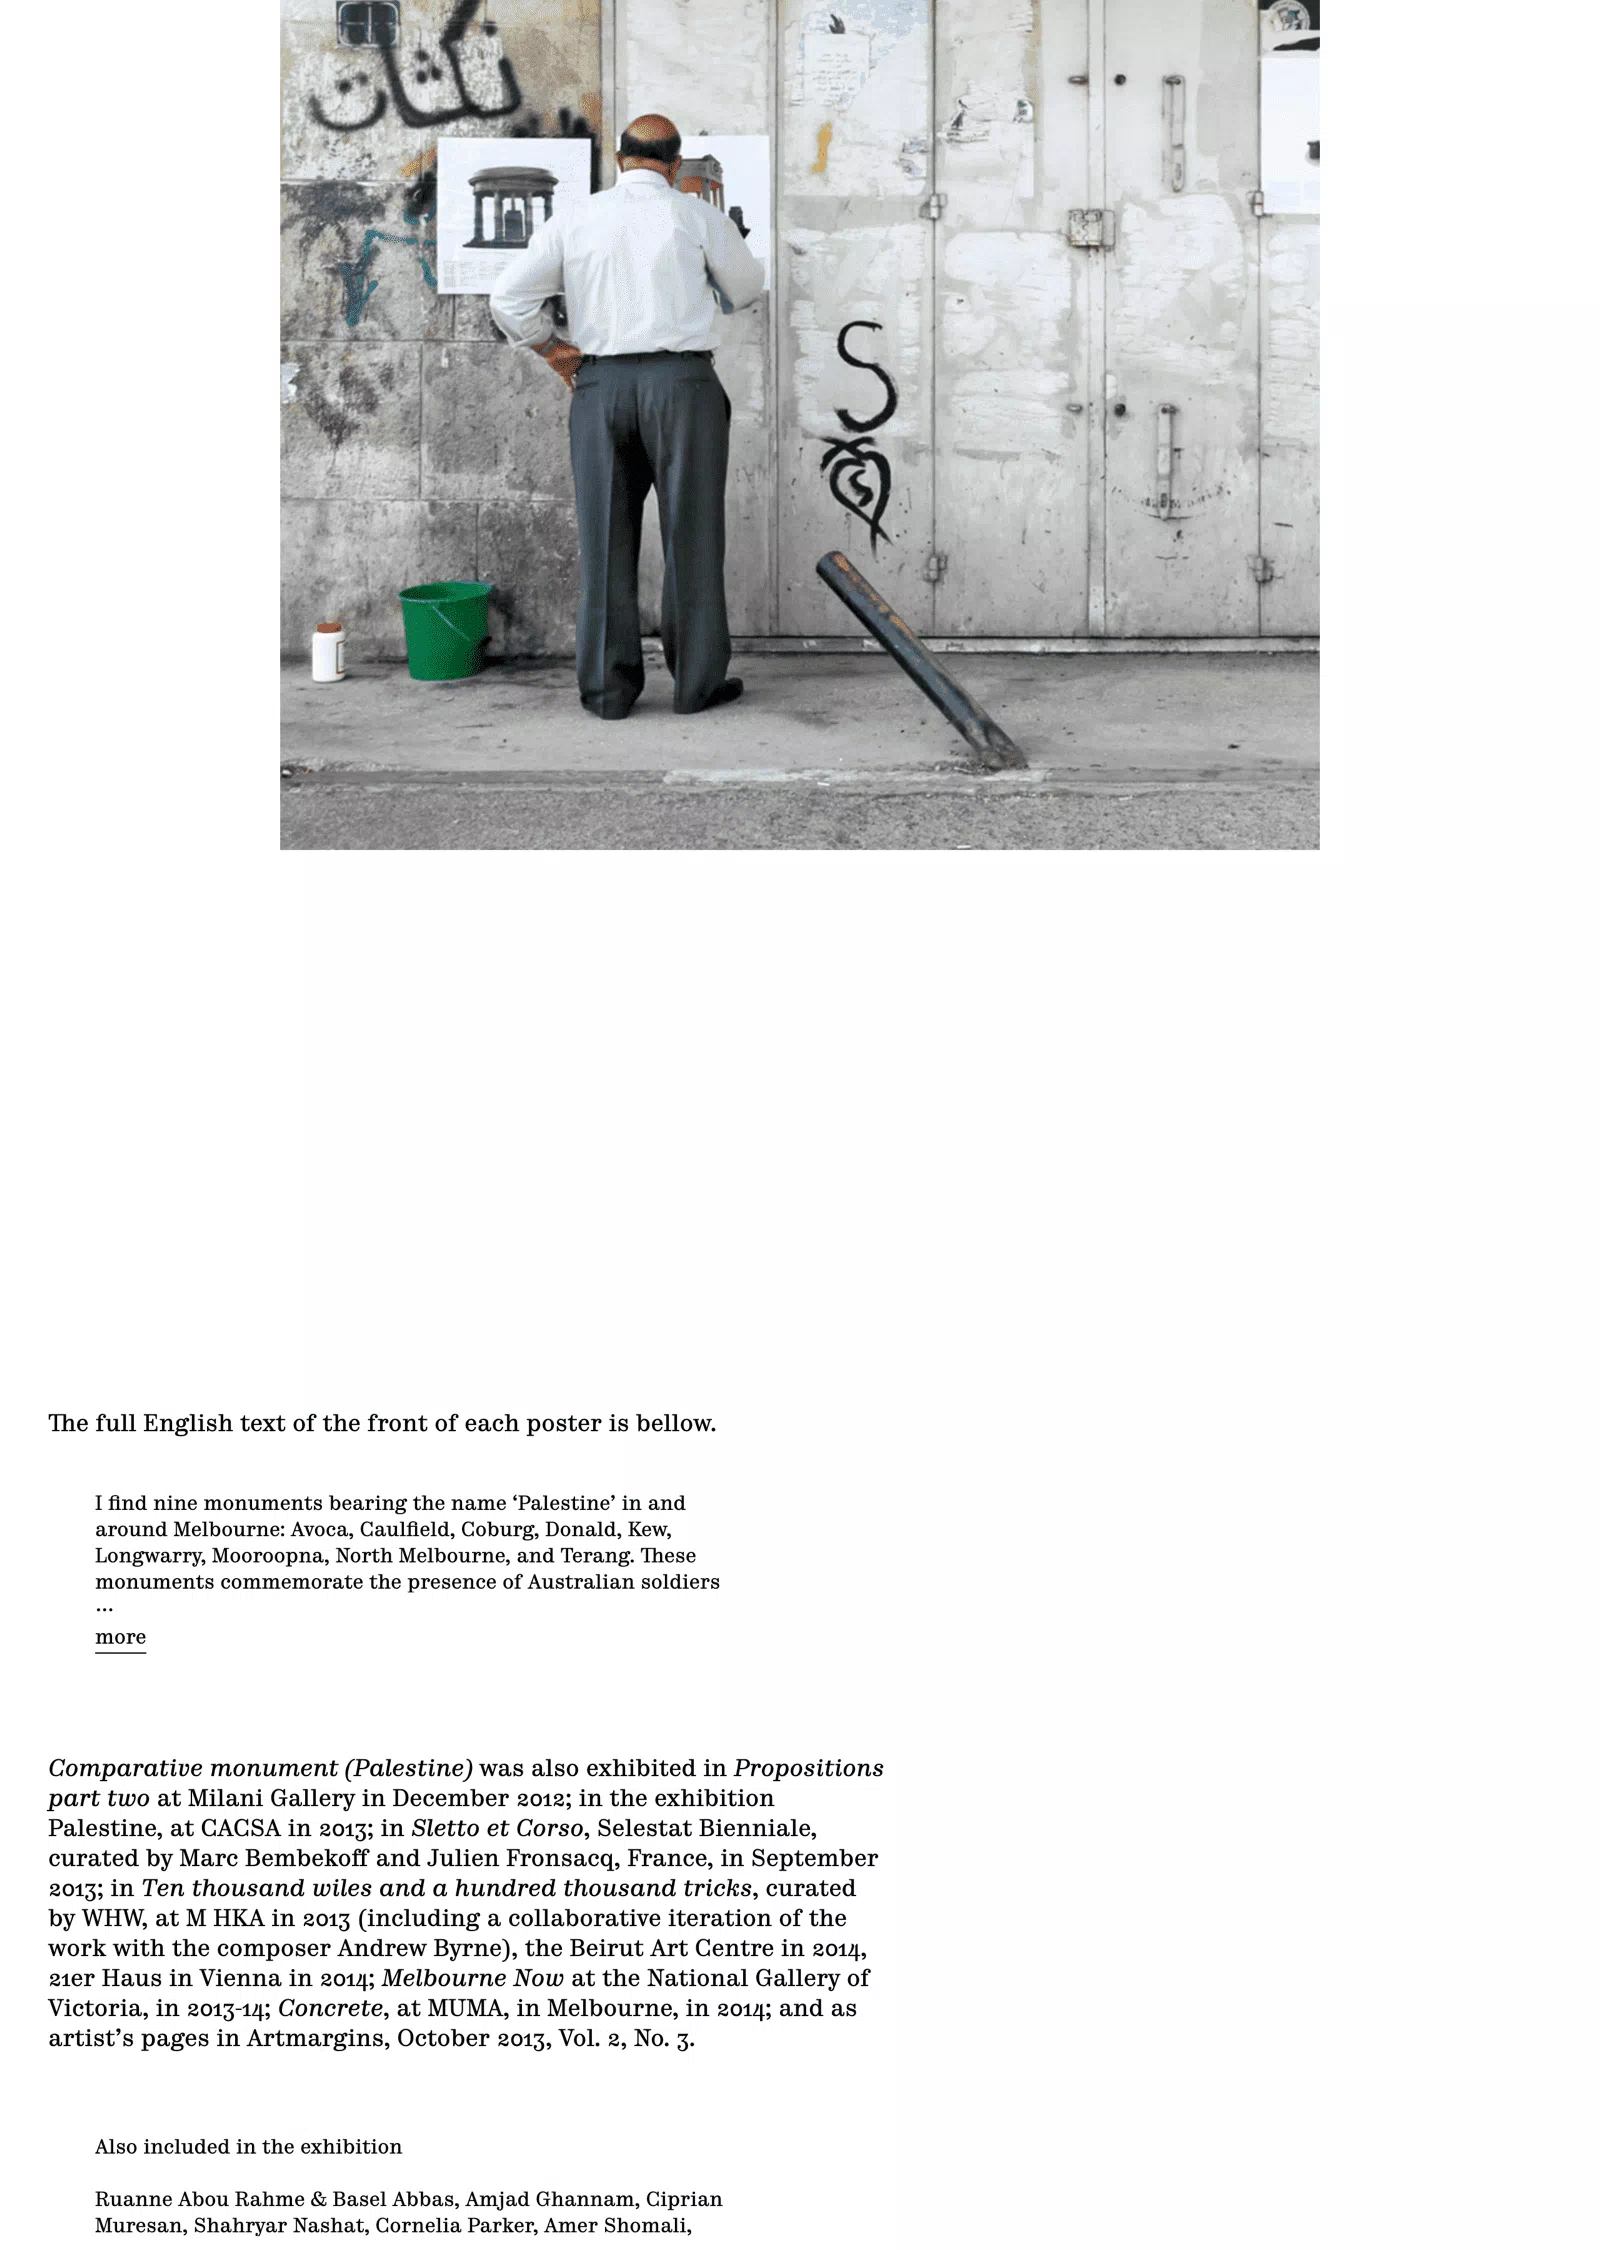 نكتات
S
The full English text of the front of each poster is bellow.
I find nine monuments bearing the name ‘Palestine’ in and
around Melbourne: Avoca, Caulfield, Coburg, Donald, Kew,
Longwarry, Mooroopna, North Melbourne, and Terang. These
monuments commemorate the presence of Australian soldiers
...
more
Comparative monument (Palestine) was also exhibited in Propositions
part two at Milani Gallery in December 2012; in the exhibition
Palestine, at CACSA in 2013; in Sletto et Corso, Selestat Bienniale,
curated by Marc Bembekoff and Julien Fronsacq, France, in September
2013; in Ten thousand wiles and a hundred thousand tricks, curated
by WHW, at M HKA in 2013 (including a collaborative iteration of the
work with the composer Andrew Byrne), the Beirut Art Centre in 2014,
21er Haus in Vienna in 2014; Melbourne Now at the National Gallery of
Victoria, in 2013-14; Concrete, at MUMA, in Melbourne, in 2014; and as
artist’s pages in Artmargins, October 2013, Vol. 2, No. 3.
Also included in the exhibition
Ruanne Abou Rahme & Basel Abbas, Amjad Ghannam, Ciprian
Muresan, Shahryar Nashat, Cornelia Parker, Amer Shomali,